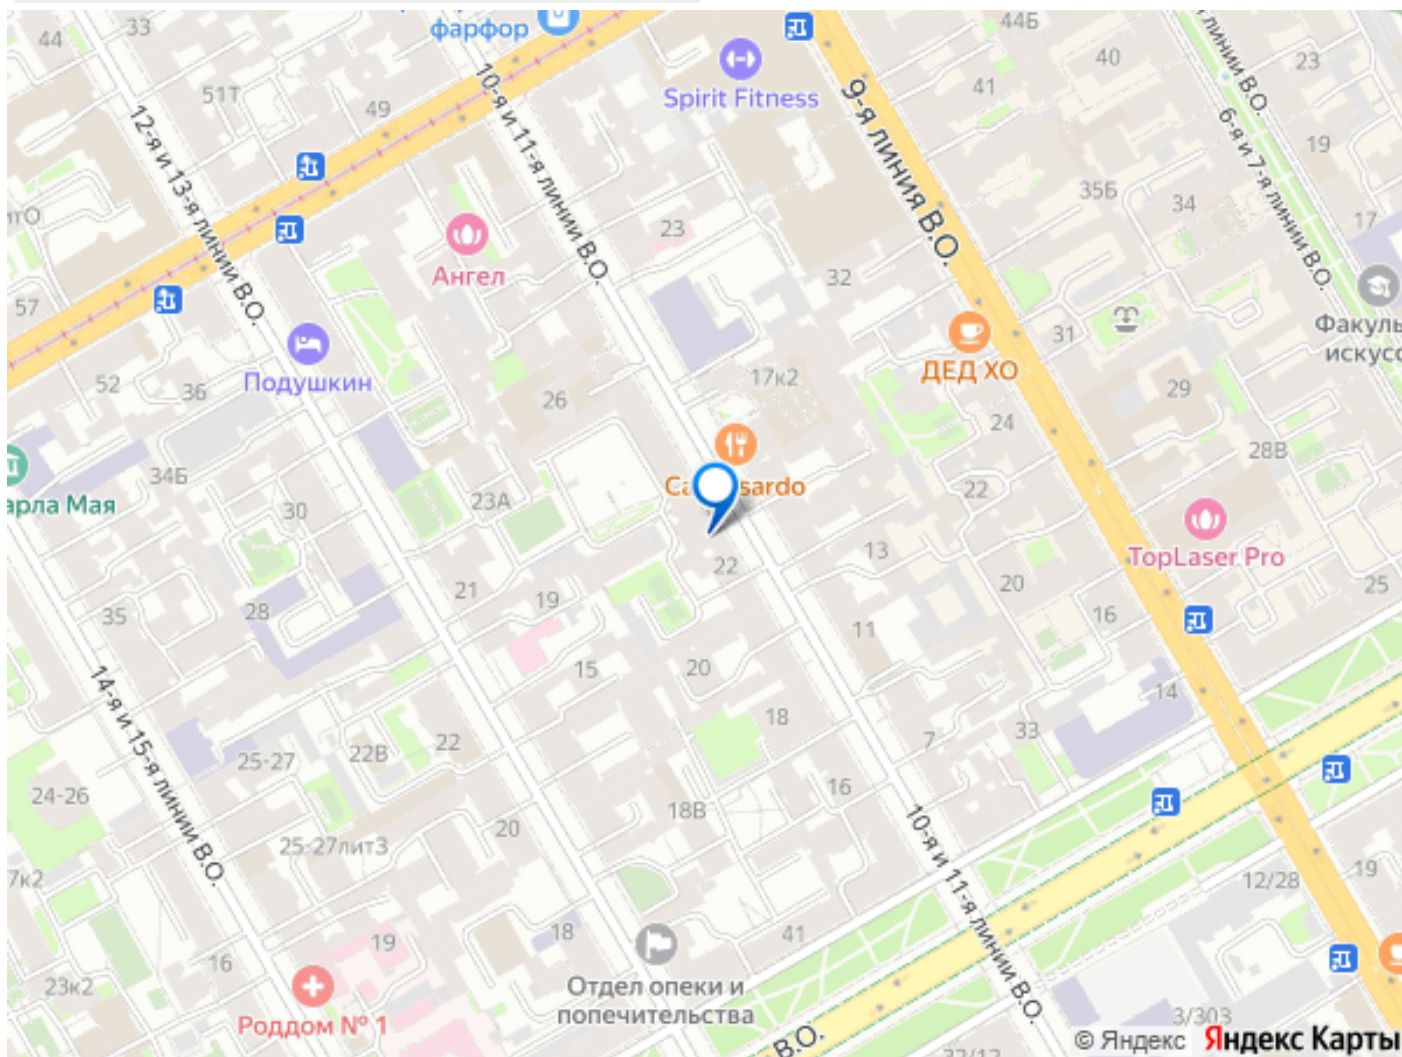 44
33
фарфор
44Б
40
41
23
Spirit Fitness
51Т
49
10-я и 11-я линии В.О.
9-я линия В.О.
линии В.О.
6-я и 7-я линии В.О.
19
12-я и 13-я линии В.О.
35Б
34
17
23
Ангел
32
57
31
Факуль
искусс
ДЕД ХО
Подушкин
52
36
26
17к2
29
24
28В
34Б
арла Мая
23А
30
22
TopLaser Pro
13
22
21
19
20
25
28
35
16
11
15
20
14
14-я и 15-я линии В.О.
18
33
7
25-27
22В
22
24-26
16
18В
20
10-я и 11-я линии В.О.
25-27лит3
7к2
19
12/28
18
41
19
16
23к2
Отдел опеки и
попечительства
Роддом № 1
В.О.
3/303
© Яндекс Яндекс Карты